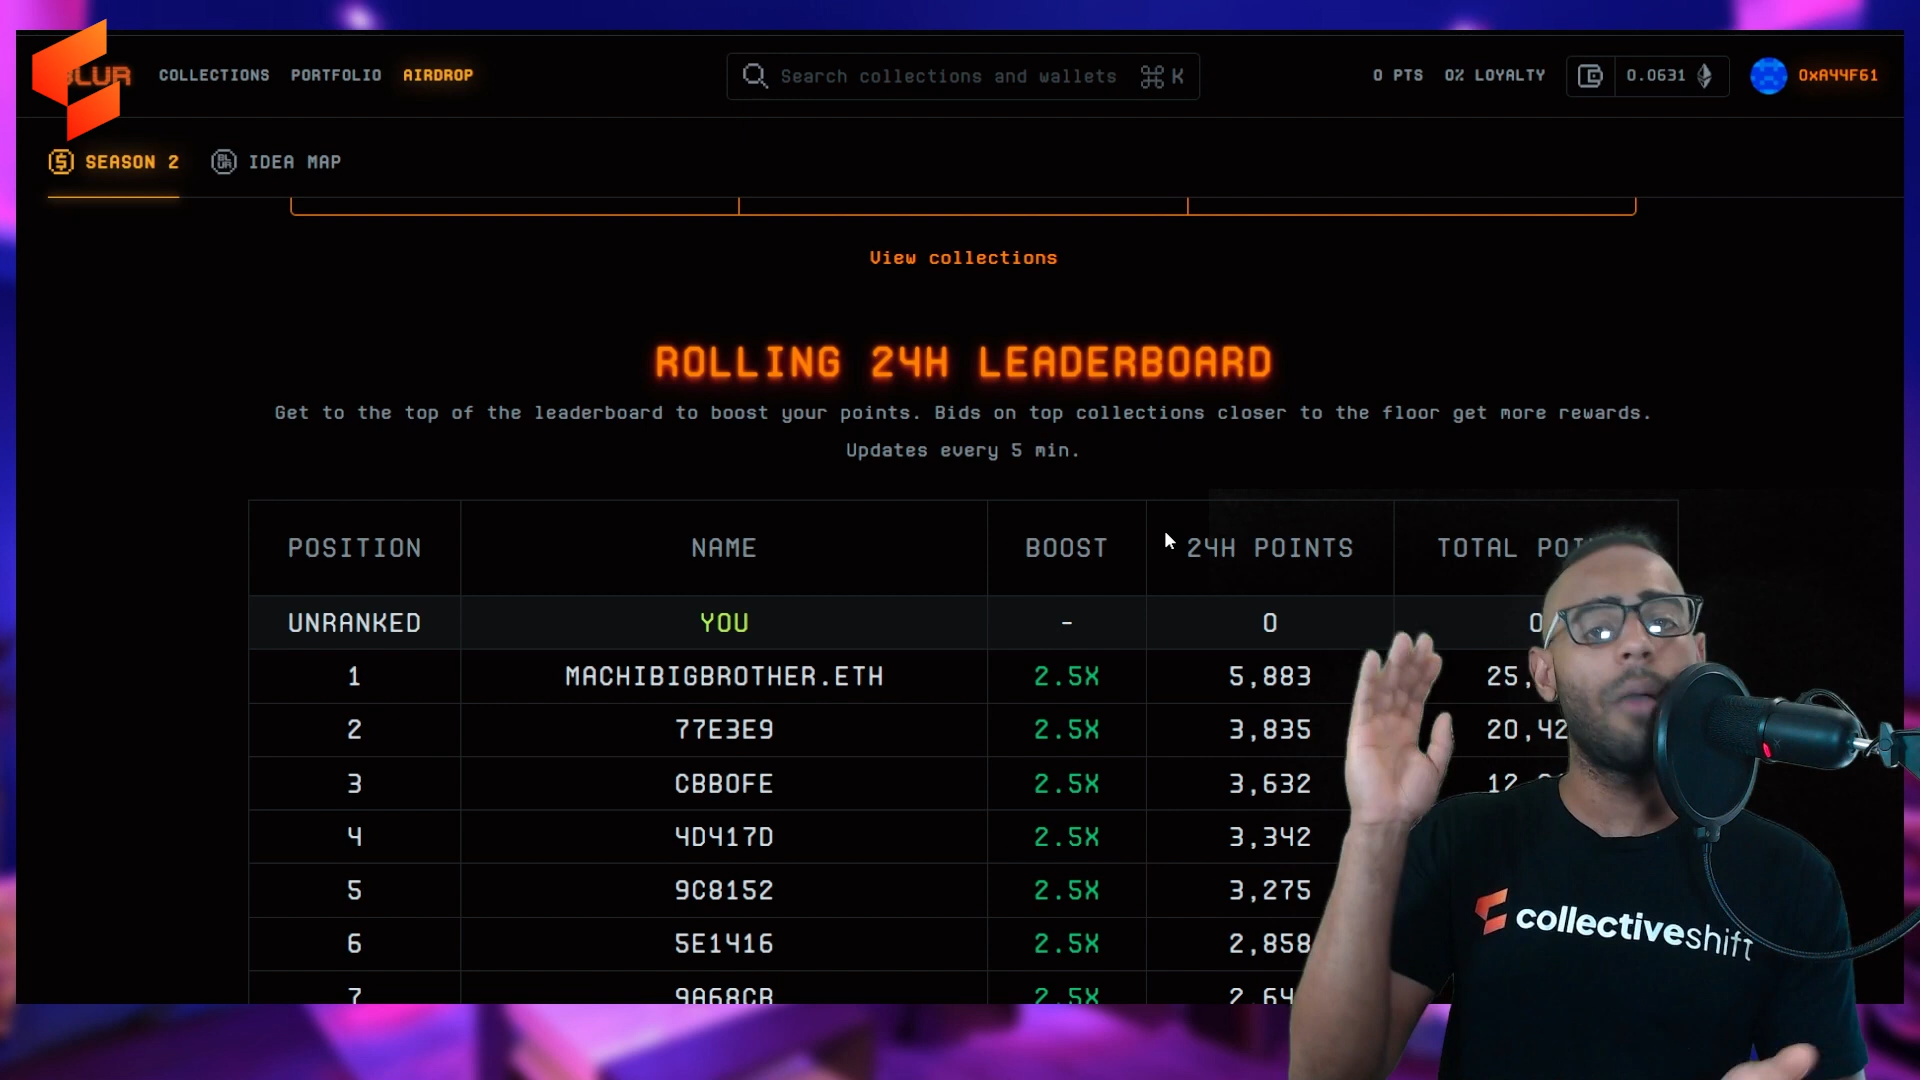 BLUR COLLECTIONS PORTFOLIO AIRDROP Search collections and wallets ⌘ K 0 PTS 0% LOYALTY 0.0631 0xA44F61
SEASON 2 IDEA MAP
View collections
ROLLING 24H LEADERBOARD
Get to the top of the leaderboard to boost your points. Bids on top collections closer to the floor get more rewards.
Updates every 5 min.
POSITION NAME BOOST 24H POINTS TOTAL
UNRANKED YOU - 0 0
1 MACHIBIGBROTHER.ETH 2.5X 5,883
2 77E3E9 2.5X 3,835
3 CBB0FE 2.5X 3,632
4 4D417D 2.5X 3,342
5 9C8152 2.5X 3,275
6 5E1416 2.5X 2,858
7 9A68CB 2.5X
collectiveshift